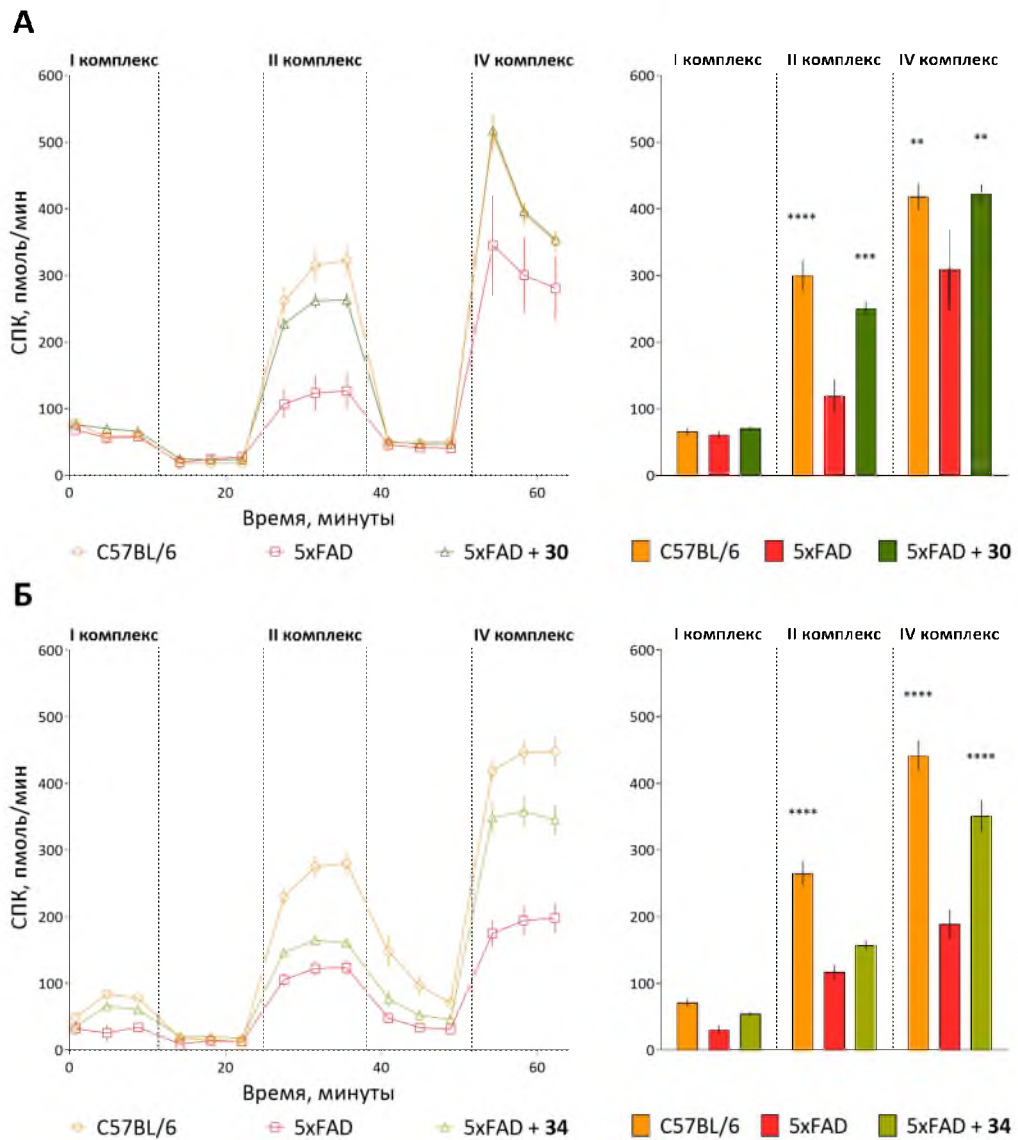 А
I комплекс II комплекс IV комплекс
600
500
400
300
200
100
0
СПК, пмоль/мин
0 20 40 60
Время, минуты
C57BL/6 5xFAD 5xFAD + 30
I комплекс II комплекс IV комплекс
600
500
400
300
200
100
0
**** *** ** **
C57BL/6 5xFAD 5xFAD + 30
Б
I комплекс II комплекс IV комплекс
600
500
400
300
200
100
0
СПК, пмоль/мин
0 20 40 60
Время, минуты
C57BL/6 5xFAD 5xFAD + 34
I комплекс II комплекс IV комплекс
600
500
400
300
200
100
0
**** **** ****
C57BL/6 5xFAD 5xFAD + 34